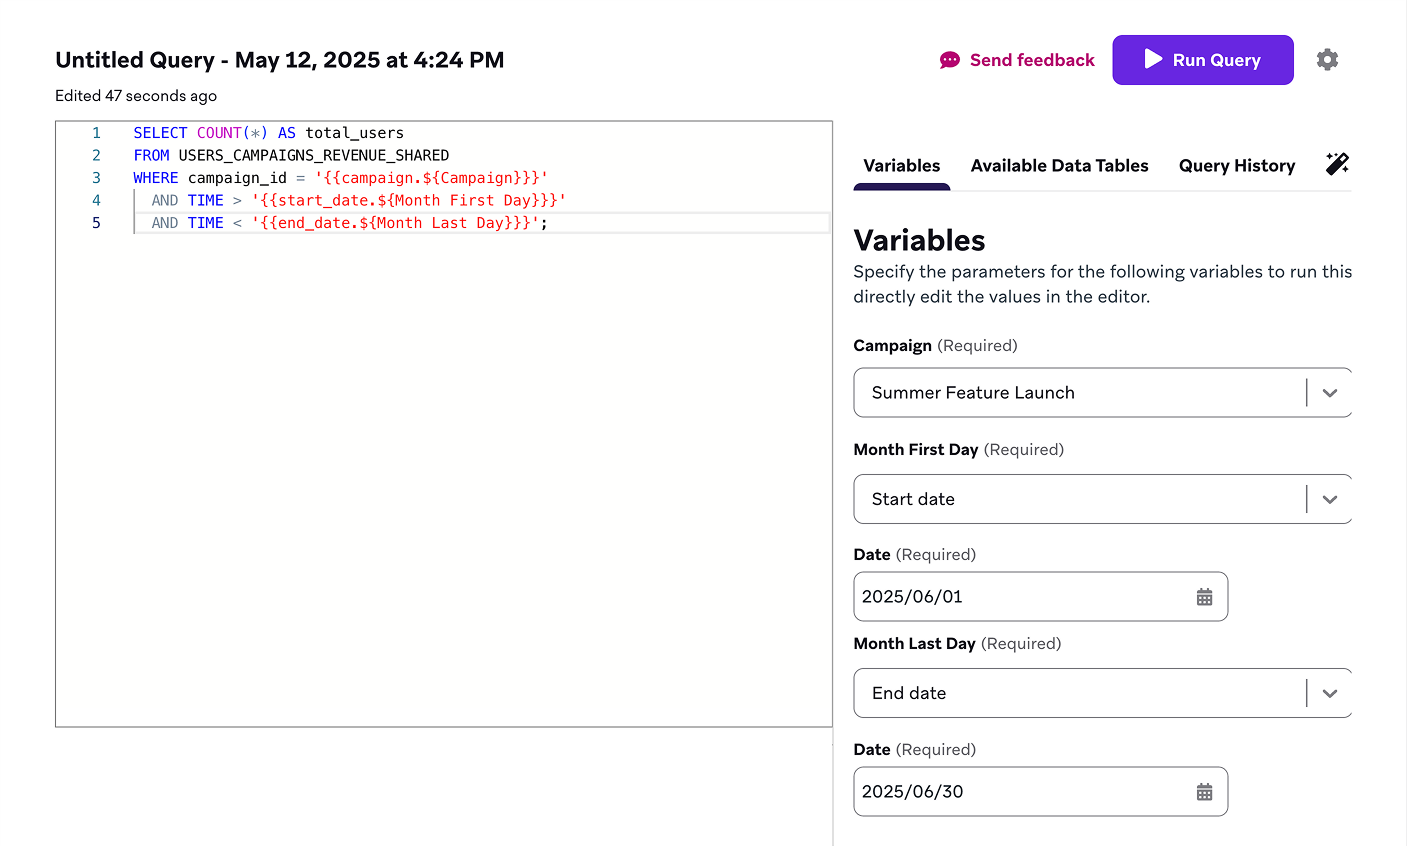 Untitled Query - May 12, 2025 at 4:24 PM
Edited 47 seconds ago
Send feedback
Run Query
1 SELECT COUNT(*) AS total_users
2 FROM USERS_CAMPAIGNS_REVENUE_SHARED
3 WHERE campaign_id = '{{campaign.${Campaign}}}'
4 AND TIME > '{{start_date.${Month First Day}}}'
5 AND TIME < '{{end_date.${Month Last Day}}}';
Variables Available Data Tables Query History
Variables
Specify the parameters for the following variables to run this
directly edit the values in the editor.
Campaign (Required)
Summer Feature Launch
Month First Day (Required)
Start date
Date (Required)
2025/06/01
Month Last Day (Required)
End date
Date (Required)
2025/06/30